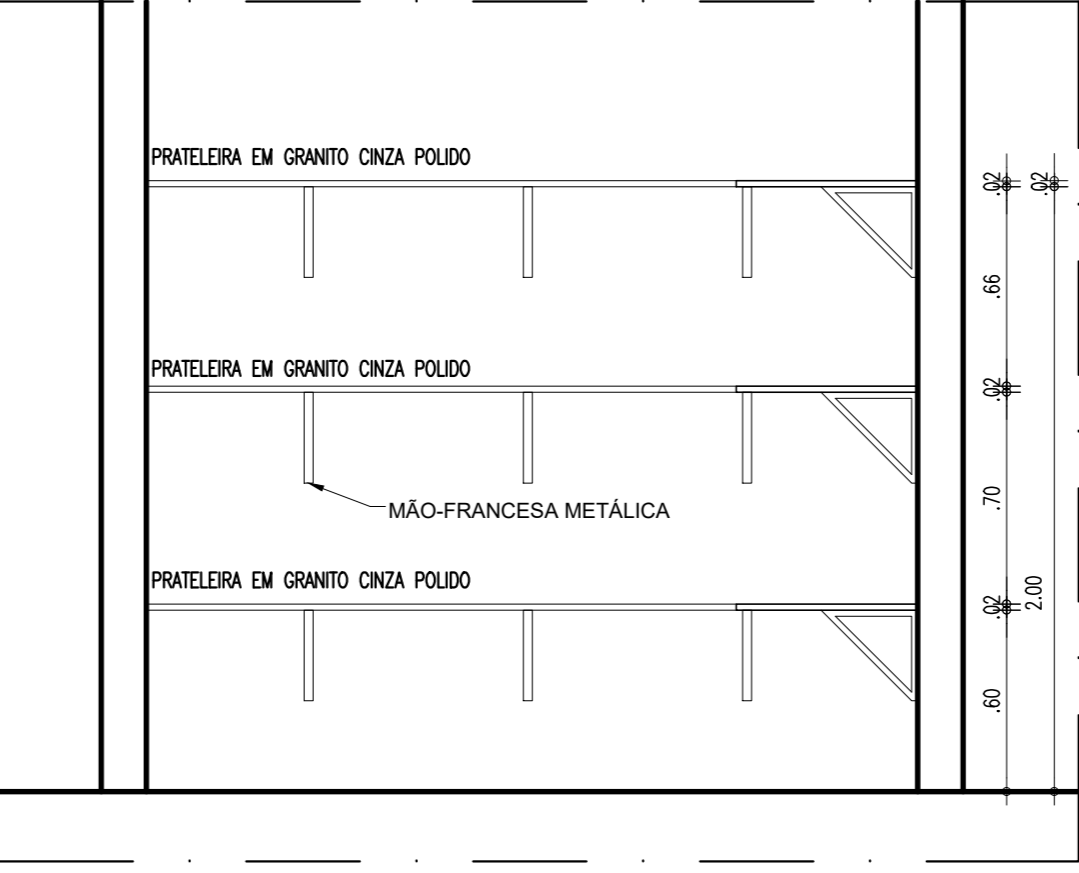 PRATELEIRA EM GRANITO CINZA POLIDO
.02
.02
.66
PRATELEIRA EM GRANITO CINZA POLIDO
.02
.70
MÃO-FRANCESA METÁLICA
PRATELEIRA EM GRANITO CINZA POLIDO
.02
2.00
.60